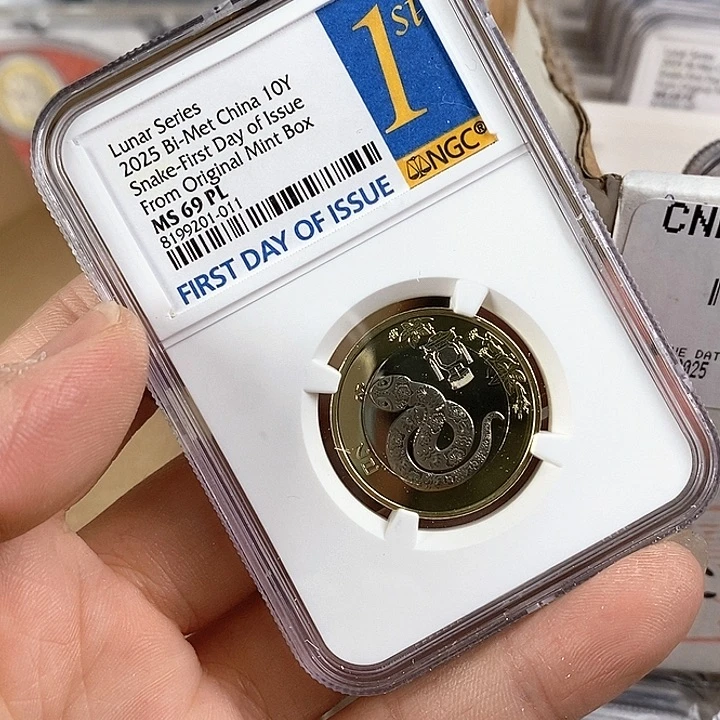 Lunar Series
2025 Bi-Met China 10Y
Snake-First Day of Issue
From Original Mint Box
MS 69 PL
8199201-011
FIRST DAY OF ISSUE
1st
NGC®